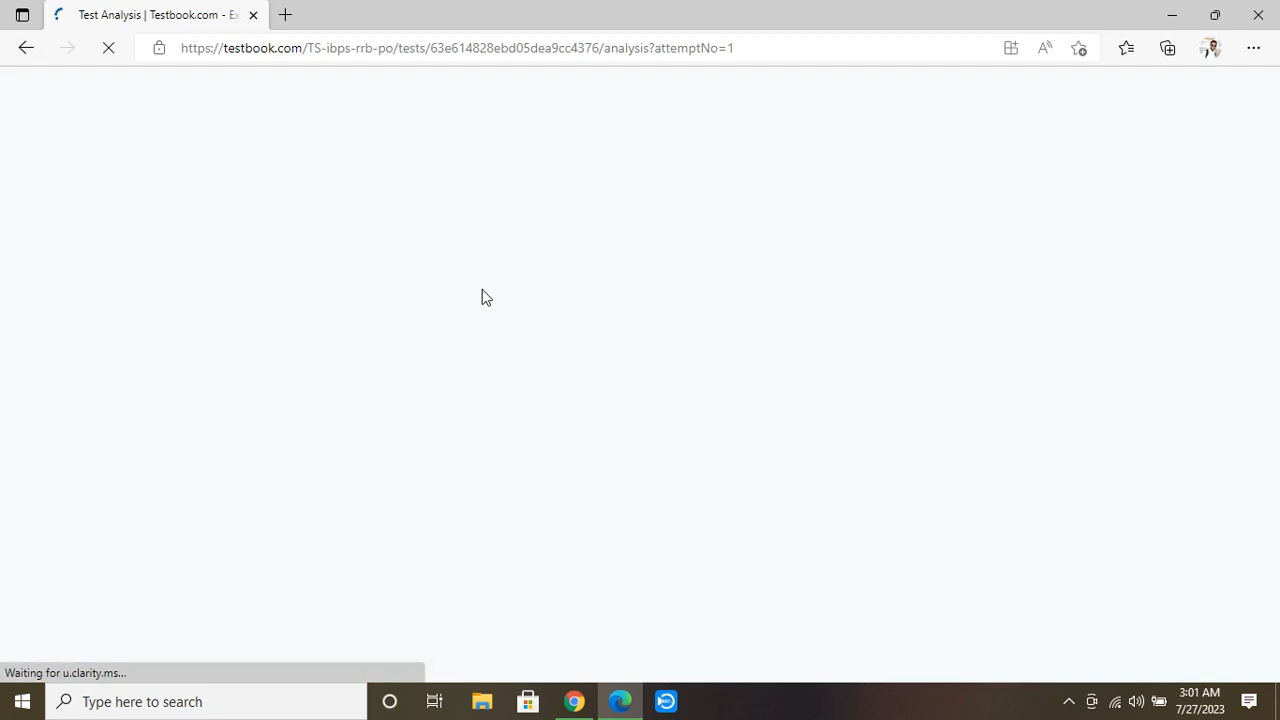 Test Analysis | Testbook.com - Ex
https://testbook.com/TS-ibps-rrb-po/tests/63e614828ebd05dea9cc4376/analysis?attemptNo=1
Waiting for u.clarity.ms...
Type here to search
3:01 AM
7/27/2023